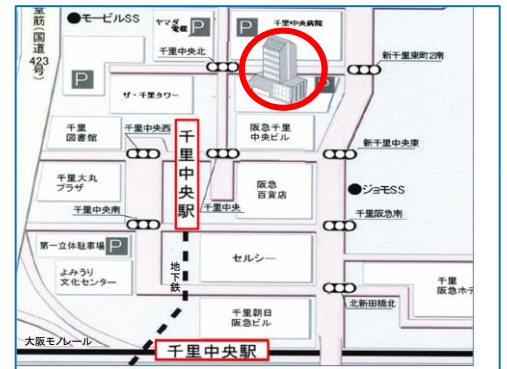 筋(国道423号)
●モービルSS
ヤマダ電機
P
P
千里中央病院
千里中央北
新千里東町2南
P
P
ザ・千里タワー
千里図書館
千里中央西
千里中央駅
阪急千里中央ビル
新千里中央東
千里大丸プラザ
阪急百貨店
●ジョモSS
千里中央南
千里中央
千里阪急南
第一立体駐車場 P
セルシー
地下鉄
よみうり文化センター
千里阪急ホテ
北新田橋北
千里朝日阪急ビル
大阪モノレール
千里中央駅